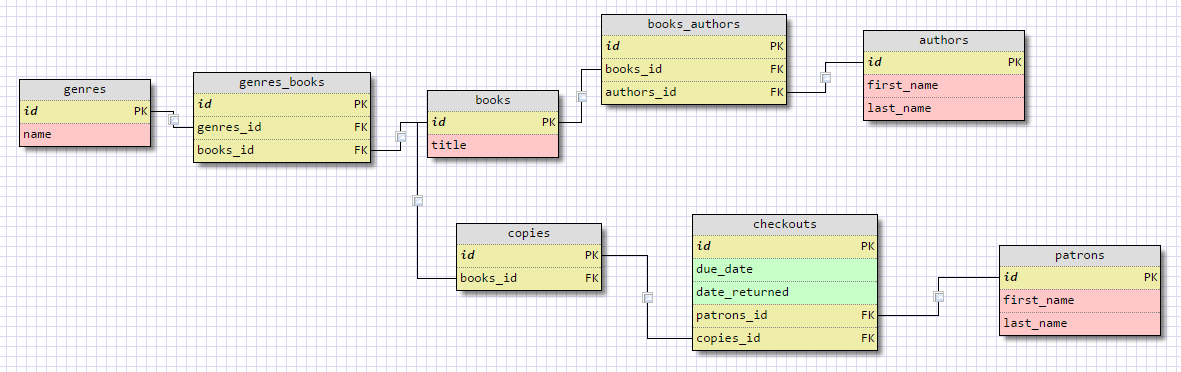 genres
id PK
name
genres_books
id PK
genres_id FK
books_id FK
books
id PK
title
books_authors
id PK
books_id FK
authors_id FK
authors
id PK
first_name
last_name
copies
id PK
books_id FK
checkouts
id PK
due_date
date_returned
patrons_id FK
copies_id FK
patrons
id PK
first_name
last_name